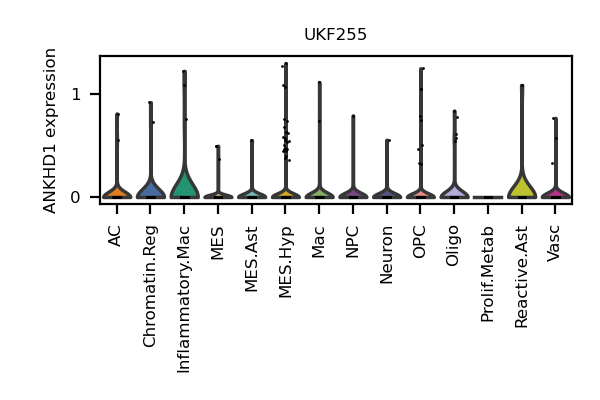 UKF255
ANKHD1 expression
1
0
AC
Chromatin.Reg
Inflammatory.Mac
MES
MES.Ast
MES.Hyp
Mac
NPC
Neuron
OPC
Oligo
Prolif.Metab
Reactive.Ast
Vasc